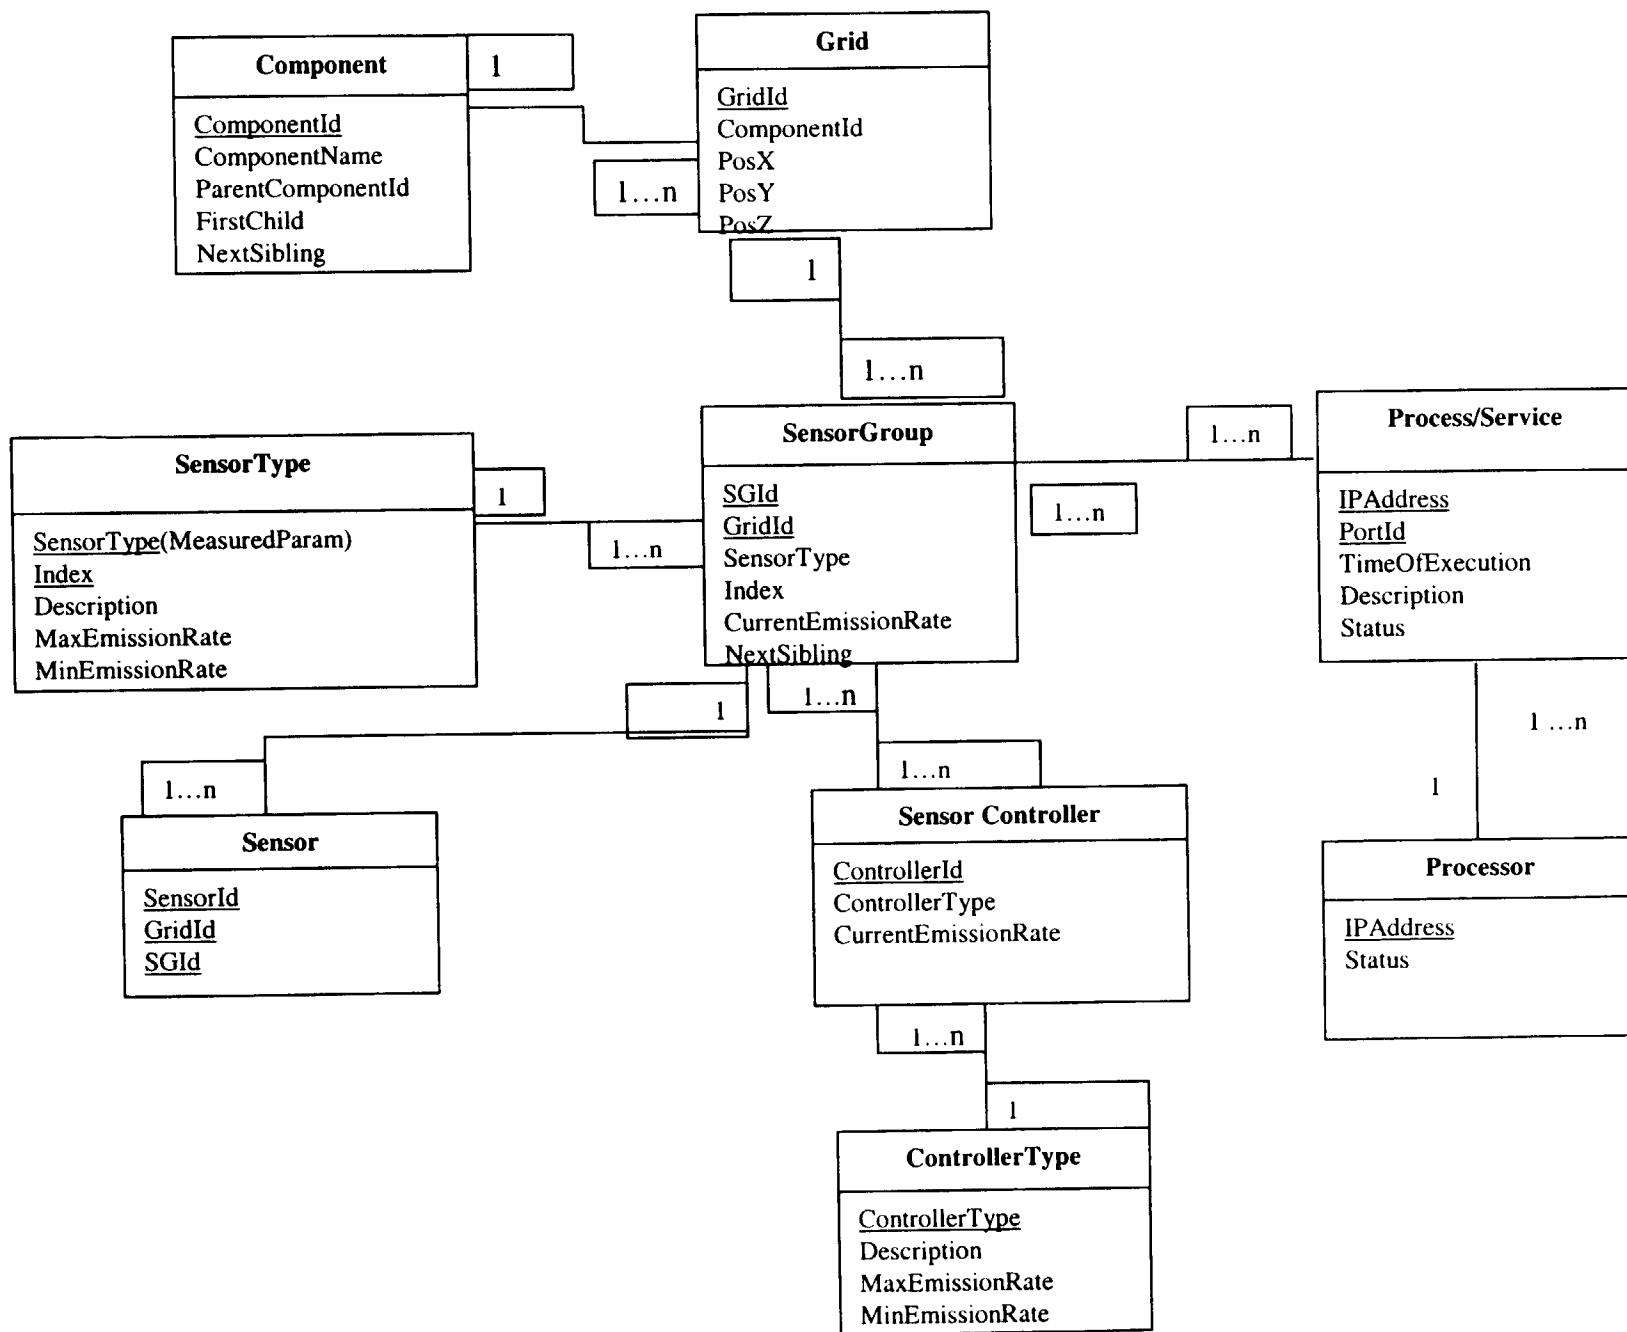 Component
1
ComponentId
ComponentName
ParentComponentId
FirstChild
NextSibling
Grid
GridId
ComponentId
PosX
PosY
PosZ
1...n
1
1...n
SensorType
1
SensorType(MeasuredParam)
Index
Description
MaxEmissionRate
MinEmissionRate
1...n
SensorGroup
SGId
GridId
SensorType
Index
CurrentEmissionRate
NextSibling
1...n
1...n
Process/Service
IPAddress
PortId
TimeOfExecution
Description
Status
1
1...n
1...n
1...n
1 ...n
1
Sensor
SensorId
GridId
SGId
Sensor Controller
ControllerId
ControllerType
CurrentEmissionRate
Processor
IPAddress
Status
1...n
1
ControllerType
ControllerType
Description
MaxEmissionRate
MinEmissionRate